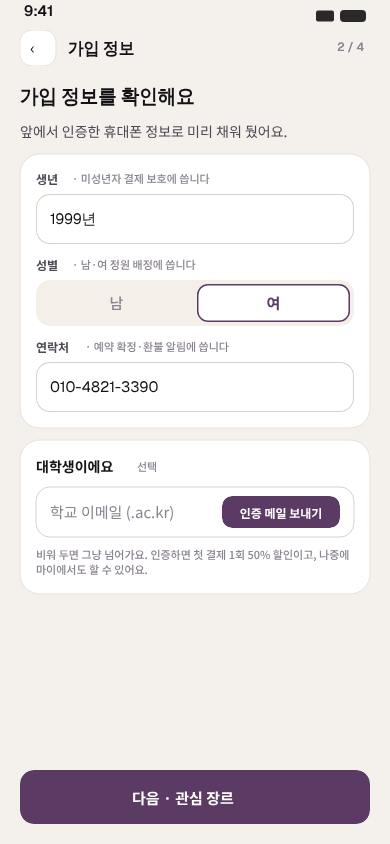 9:41
‹ 가입 정보 2 / 4
가입 정보를 확인해요
앞에서 인증한 휴대폰 정보로 미리 채워 뒀어요.
생년 · 미성년자 결제 보호에 씁니다
1999년
성별 · 남·여 정원 배정에 씁니다
남 여
연락처 · 예약 확정·환불 알림에 씁니다
010-4821-3390
대학생이에요 선택
학교 이메일 (.ac.kr) 인증 메일 보내기
비워 두면 그냥 넘어가요. 인증하면 첫 결제 1회 50% 할인이고, 나중에
마이에서도 할 수 있어요.
다음 · 관심 장르